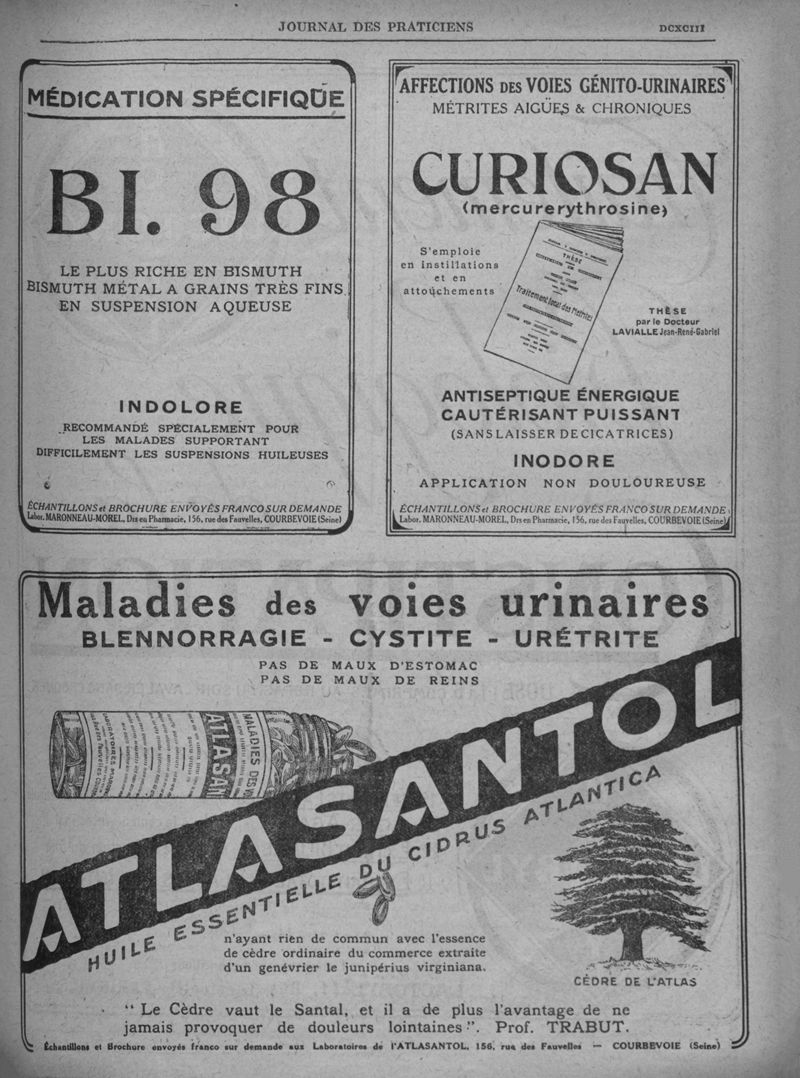 JOURNAL DES PRATICIENS
DCXCIII
MÉDICATION SPÉCIFIQUE
BI. 98
LE PLUS RICHE EN BISMUTH
BISMUTH MÉTAL A GRAINS TRÈS FINS
EN SUSPENSION AQUEUSE
INDOLORE
RECOMMANDÉ SPÉCIALEMENT POUR
LES MALADES SUPPORTANT
DIFFICILEMENT LES SUSPENSIONS HUILEUSES
ÉCHANTILLONS et BROCHURE ENVOYÉS FRANCO SUR DEMANDE
Labor. MARONNEAU-MOREL, Drs en Pharmacie, 156, rue des Fauvelles, COURBEVOIE (Seine)
AFFECTIONS DES VOIES GÉNITO-URINAIRES
MÉTRITES AIGÜES & CHRONIQUES
CURIOSAN
(mercurerythrosine)
S'emploie
en instillations
et en
attouchements
THÈSE
Traitement local des Métrites
THÈSE
par le Docteur
LAVIALLE Jean-René-Gabriel
ANTISEPTIQUE ÉNERGIQUE
CAUTÉRISANT PUISSANT
(SANS LAISSER DE CICATRICES)
INODORE
APPLICATION NON DOULOUREUSE
ÉCHANTILLONS et BROCHURE ENVOYÉS FRANCO SUR DEMANDE
Labor. MARONNEAU-MOREL, Drs en Pharmacie, 156, rue des Fauvelles, COURBEVOIE (Seine)
Maladies des voies urinaires
BLENNORRAGIE - CYSTITE - URÉTRITE
PAS DE MAUX D'ESTOMAC
PAS DE MAUX DE REINS
MALADIES DES
ATLASAN
ATLASANTOL
HUILE ESSENTIELLE DU CIDRUS ATLANTICA
n'ayant rien de commun avec l'essence
de cèdre ordinaire du commerce extraite
d'un genévrier le junipérius virginiana.
CÈDRE DE L'ATLAS
" Le Cèdre vaut le Santal, et il a de plus l'avantage de ne
jamais provoquer de douleurs lointaines ". Prof. TRABUT.
Échantillons et Brochure envoyés franco sur demande aux Laboratoires de l'ATLASANTOL, 156, rue des Fauvelles — COURBEVOIE (Seine)